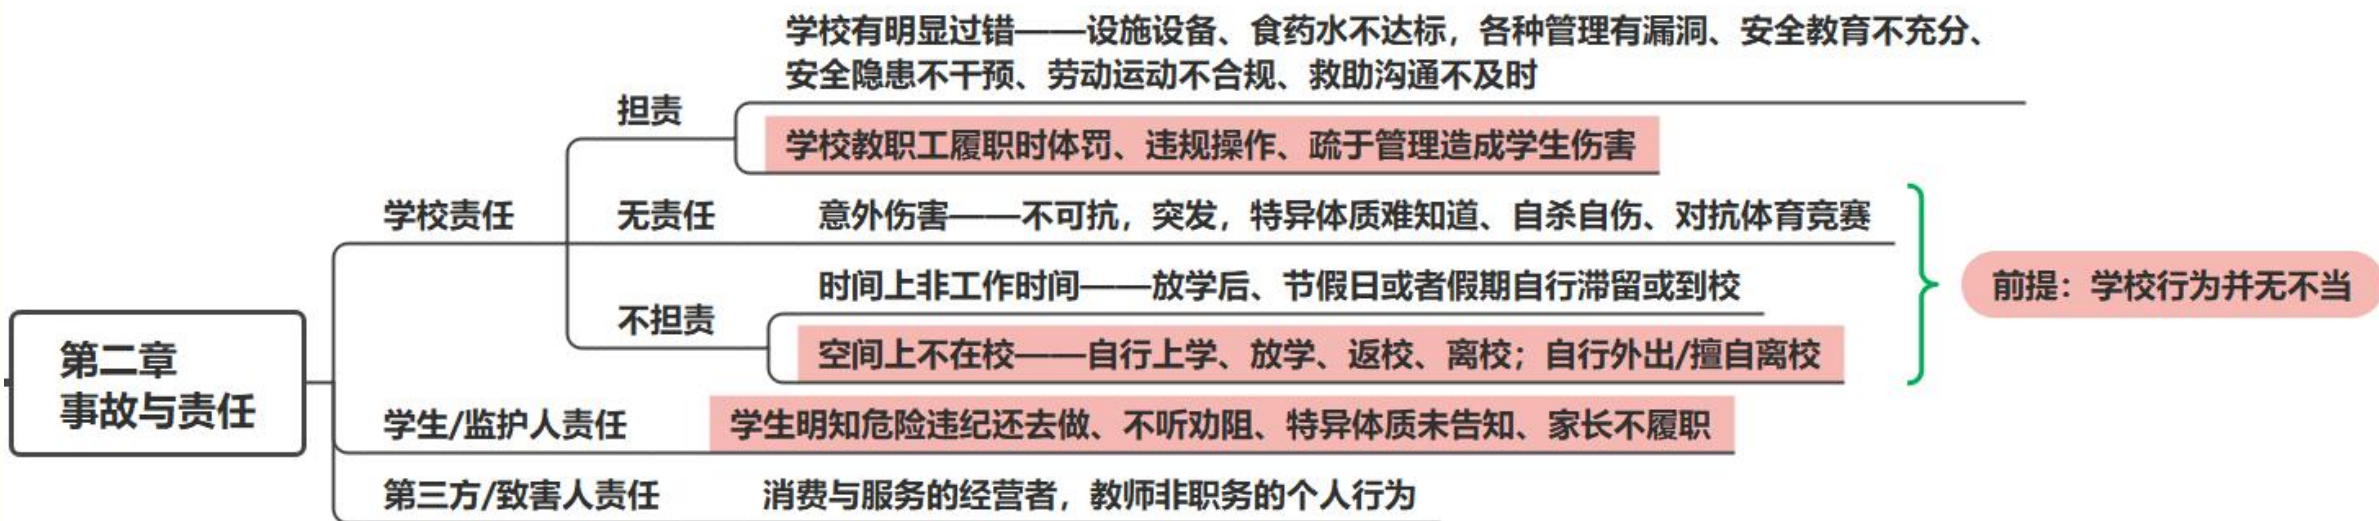 学校有明显过错——设施设备、食药水不达标，各种管理有漏洞、安全教育不充分、
安全隐患不干预、劳动运动不合规、救助沟通不及时
担责
学校教职工履职时体罚、违规操作、疏于管理造成学生伤害
学校责任
无责任
意外伤害——不可抗，突发，特异体质难知道、自杀自伤、对抗体育竞赛
时间上非工作时间——放学后、节假日或者假期自行滞留或到校
前提：学校行为并无不当
不担责
空间上不在校——自行上学、放学、返校、离校；自行外出/擅自离校
第二章
事故与责任
学生/监护人责任
学生明知危险违纪还去做、不听劝阻、特异体质未告知、家长不履职
第三方/致害人责任
消费与服务的经营者，教师非职务的个人行为